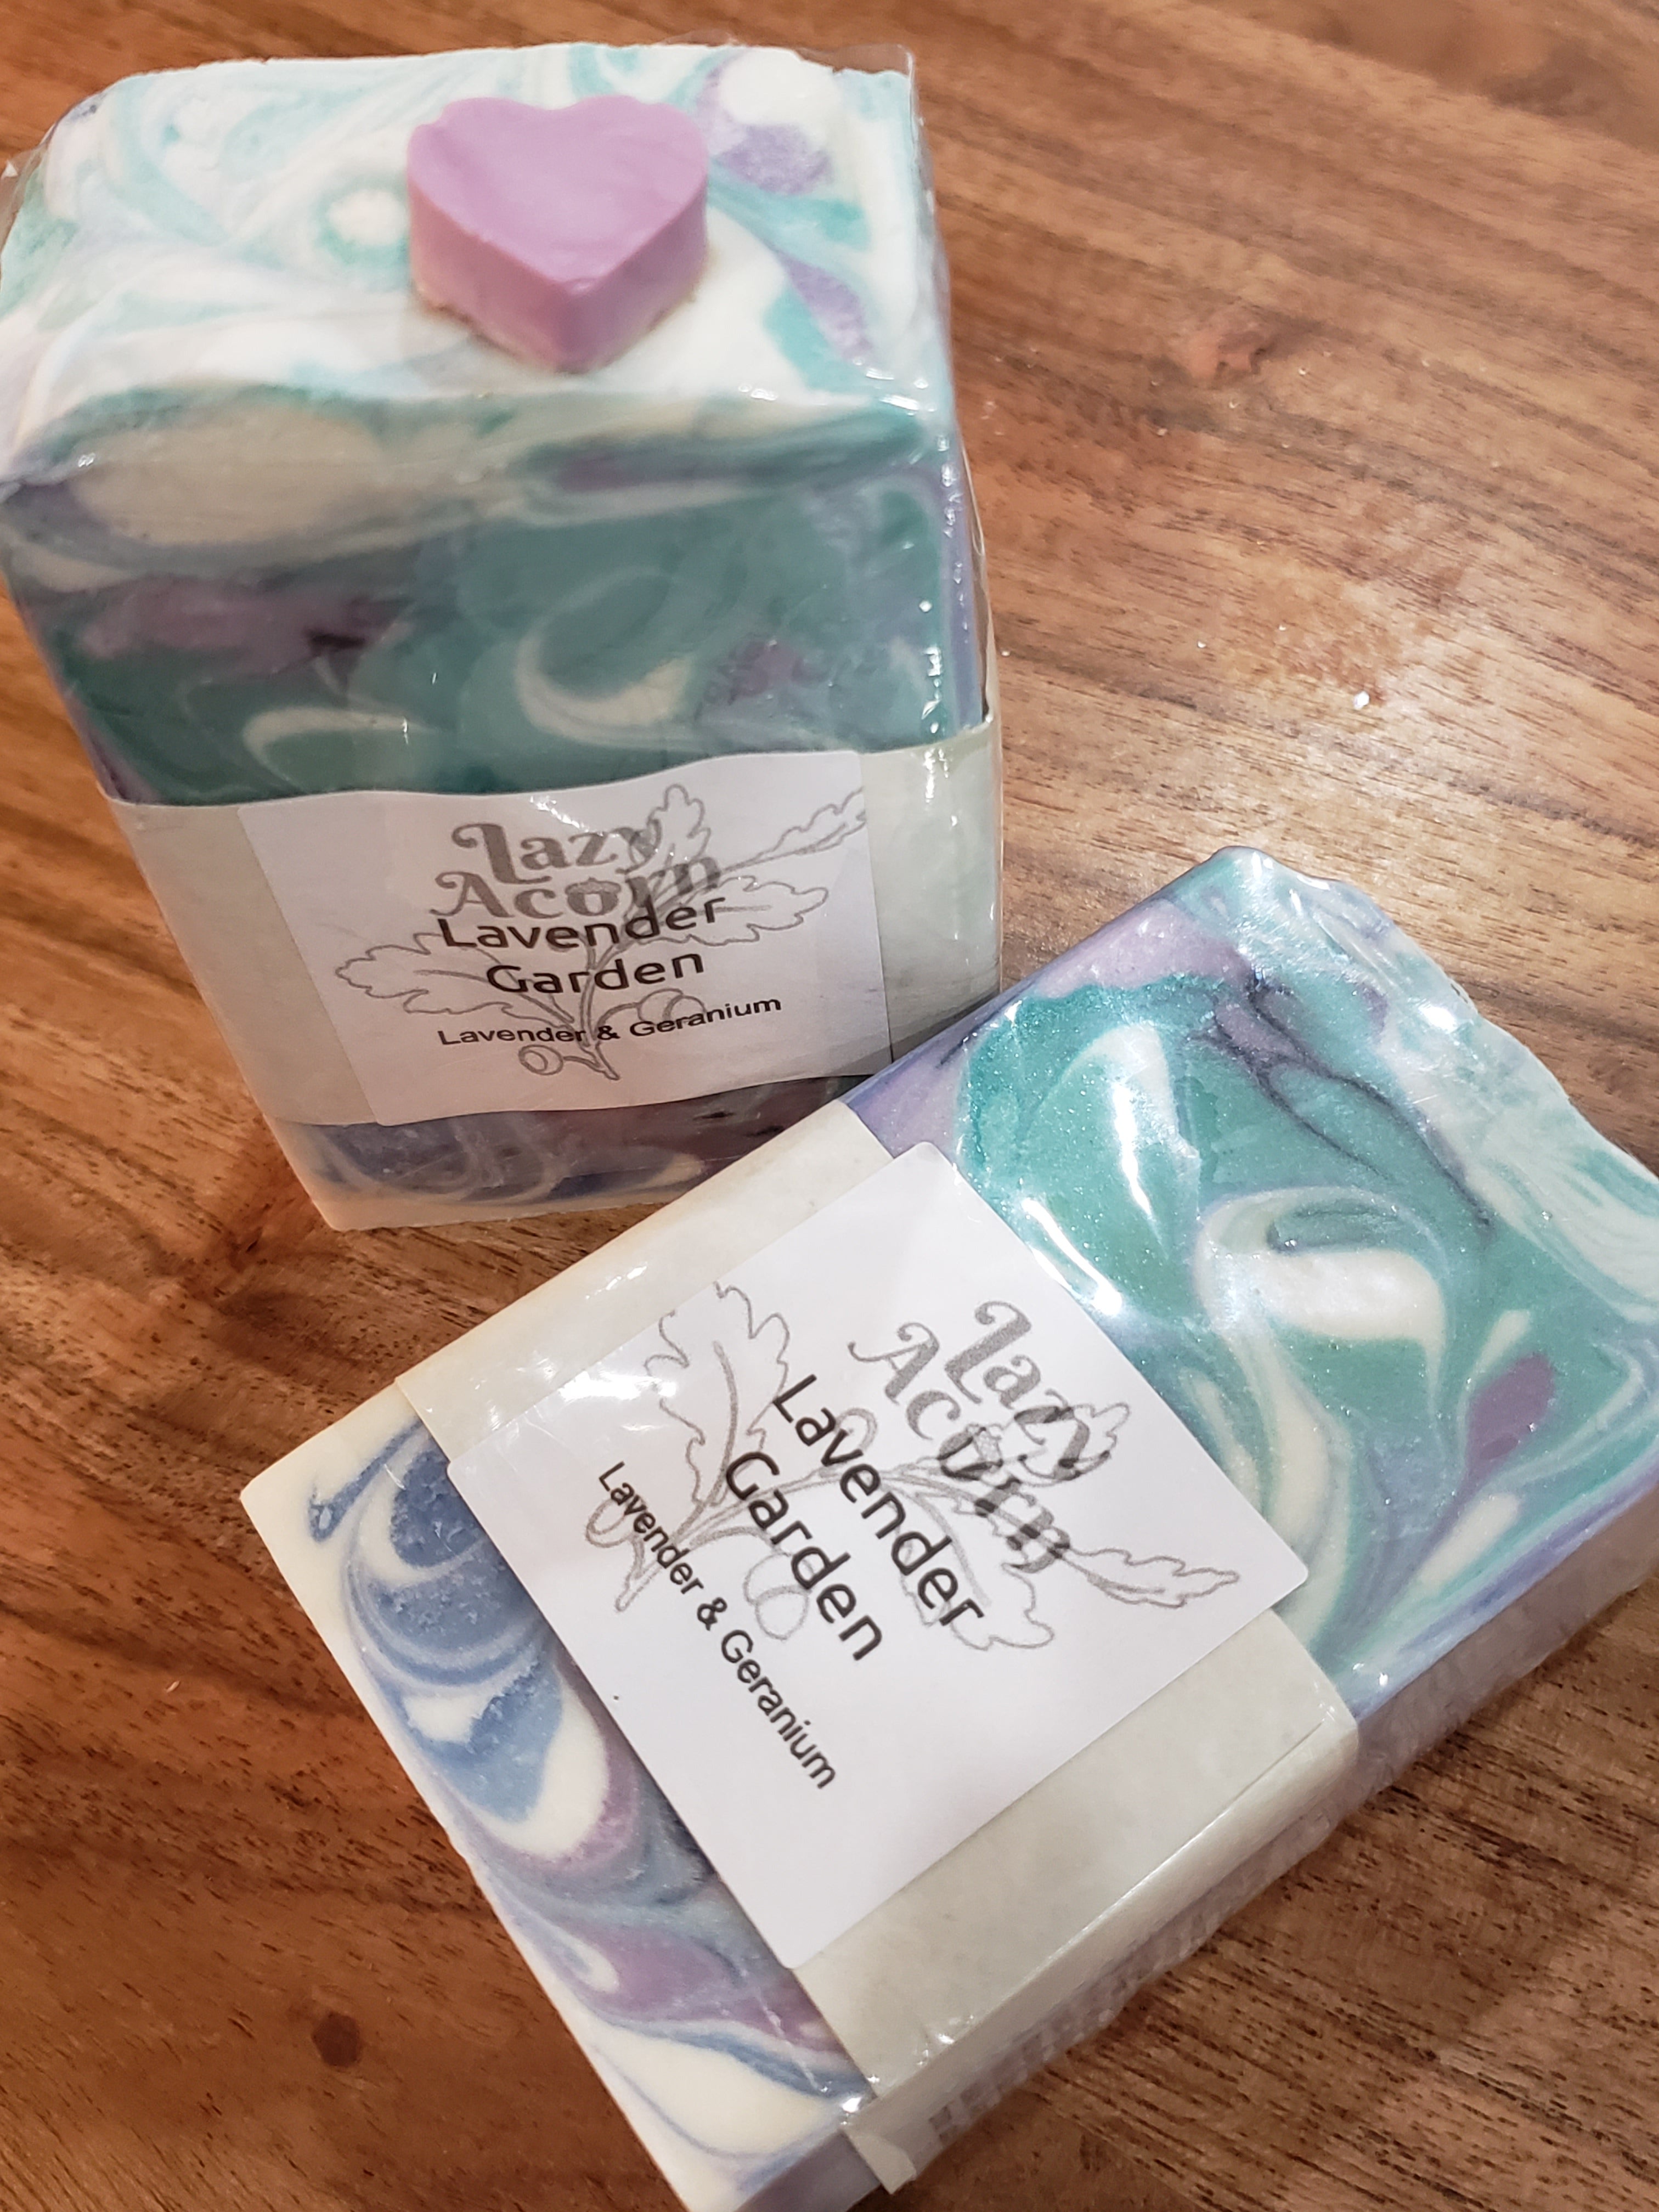 Lazy
Acorn
Lavender
Garden
Lavender & Geranium
Lazy
Acorn
Lavender
Garden
Lavender & Geranium